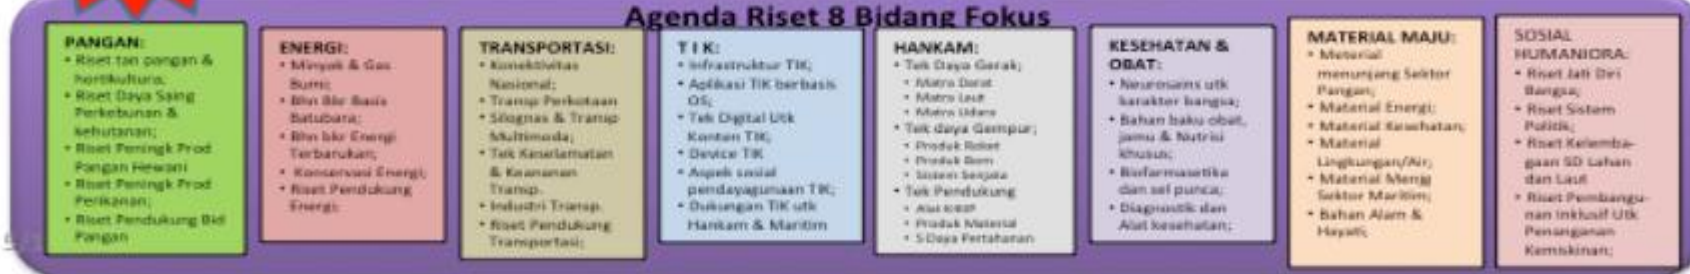 Agenda Riset 8 Bidang Fokus
PANGAN:
• Riset tan pangan &
hortikultura;
• Riset Daya Saing
Perkebunan &
kehutanan;
• Riset Peningk Prod
Pangan Hewani
• Riset Peningk Prod
Perikanan;
• Riset Pendukung Bid
Pangan
ENERGI:
• Minyak & Gas
Bumi;
• Bhn Bkr Basis
Batubara;
• Bhn bkr Energi
Terbarukan;
• Konservasi Energi;
• Riset Pendukung
Energi;
TRANSPORTASI:
• Konektivitas
Nasional;
• Transp Perkotaan
• Silognas & Transp
Multimoda;
• Tek Keselamatan
& Keananan
Transp.
• Industri Transp.
• Riset Pendukung
Transportasi;
T I K:
• Infrastruktur TIK;
• Aplikasi TIK berbasis
OS;
• Tek Digital Utk
Konten TIK;
• Device TIK
• Aspek sosial
pendayagunaan TIK;
• Dukungan TIK utk
Hankam & Maritim
HANKAM:
• Tek Daya Gerak;
• Matra Darat
• Matra Laut
• Matra Udara
• Tek daya Gempur;
• Produk Roket
• Produk Bom
• Sistem Senjata
• Tek Pendukung
• Alat
• Produk Material
• S Daya Pertahanan
KESEHATAN &
OBAT:
• Neurosains utk
karakter bangsa;
• Bahan baku obat,
jamu & Nutrisi
khusus;
• Biofarmasetika
dan sel punca;
• Diagnostik dan
Alat kesehatan;
MATERIAL MAJU:
• Material
menunjang Sektor
Pangan;
• Material Energi;
• Material Kesehatan;
• Material
Lingkungan/Air;
• Material Mengg
Sektor Maritim;
• Bahan Alam &
Hayati;
SOSIAL
HUMANIORA:
• Riset Jati Diri
Bangsa;
• Riset Sistem
Politik;
• Riset Kelemba-
gaan SD Lahan
dan Laut
• Riset Pembangu-
nan Inklusif Utk
Penanganan
Kemiskinan;